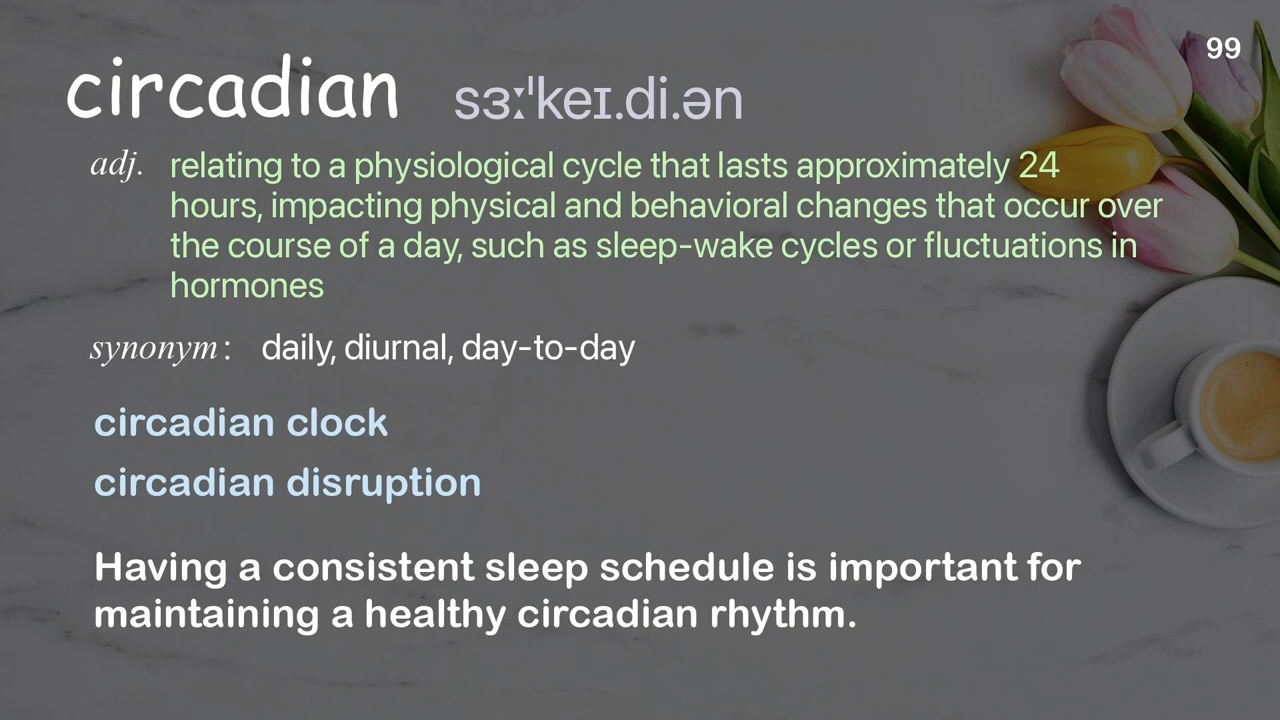 99
circadian sɜːˈkeɪ.di.ən
adj. relating to a physiological cycle that lasts approximately 24
hours, impacting physical and behavioral changes that occur over
the course of a day, such as sleep-wake cycles or fluctuations in
hormones
synonym: daily, diurnal, day-to-day
circadian clock
circadian disruption
Having a consistent sleep schedule is important for
maintaining a healthy circadian rhythm.